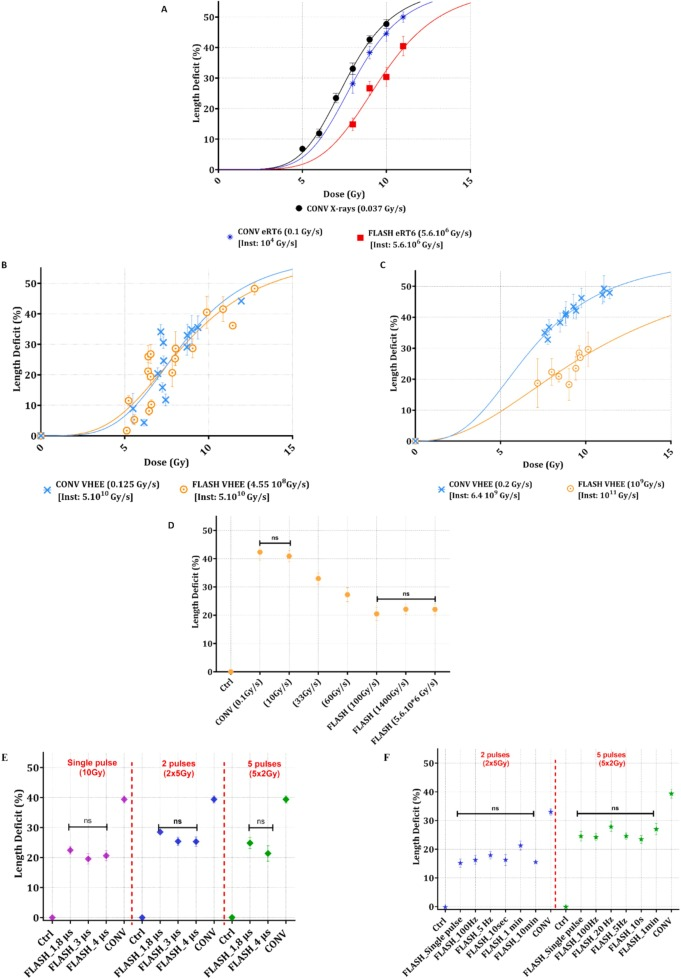 A
Length Deficit (%)
50
40
30
20
10
0
5
10
15
Dose (Gy)
CONV X-rays (0.037 Gy/s)
CONV eRT6 (0.1 Gy/s)
[Inst: 10⁴ Gy/s]
FLASH eRT6 (5.6.10⁶ Gy/s)
[Inst: 5.6.10⁶ Gy/s]
B
Length Deficit (%)
50
40
30
20
10
0
5
10
15
Dose (Gy)
CONV VHEE (0.125 Gy/s)
[Inst: 5.10¹⁰ Gy/s]
FLASH VHEE (4.55 10⁸Gy/s)
[Inst: 5.10¹⁰ Gy/s]
C
Length Deficit (%)
50
40
30
20
10
0
5
10
15
Dose (Gy)
CONV VHEE (0.2 Gy/s)
[Inst: 6.4 10⁹ Gy/s]
FLASH VHEE (10⁹Gy/s)
[Inst: 10¹¹ Gy/s]
D
Length Deficit (%)
50
40
30
20
10
0
ns
ns
Ctrl
CONV (0.1Gy/s)
(10Gy/s)
(33Gy/s)
(60Gy/s)
FLASH (100Gy/s)
FLASH (1400Gy/s)
FLASH (5.6.10*6 Gy/s)
E
Length Deficit (%)
50
40
30
20
10
0
Single pulse
(10Gy)
2 pulses
(2x5Gy)
5 pulses
(5x2Gy)
ns
ns
ns
Ctrl
FLASH_1.8 µs
FLASH_3 µs
FLASH_4 µs
CONV
Ctrl
FLASH_1.8 µs
FLASH_3 µs
FLASH_4 µs
CONV
Ctrl
FLASH_1.8 µs
FLASH_4 µs
CONV
F
Length Deficit (%)
50
40
30
20
10
0
2 pulses
(2x5Gy)
5 pulses
(5x2Gy)
ns
ns
Ctrl
FLASH_Single pulse
FLASH_100Hz
FLASH_5 Hz
FLASH_10sec
FLASH_1 min
FLASH_10min
CONV
Ctrl
FLASH_Single pulse
FLASH_100Hz
FLASH_20 Hz
FLASH_5Hz
FLASH_10s
FLASH_1min
CONV